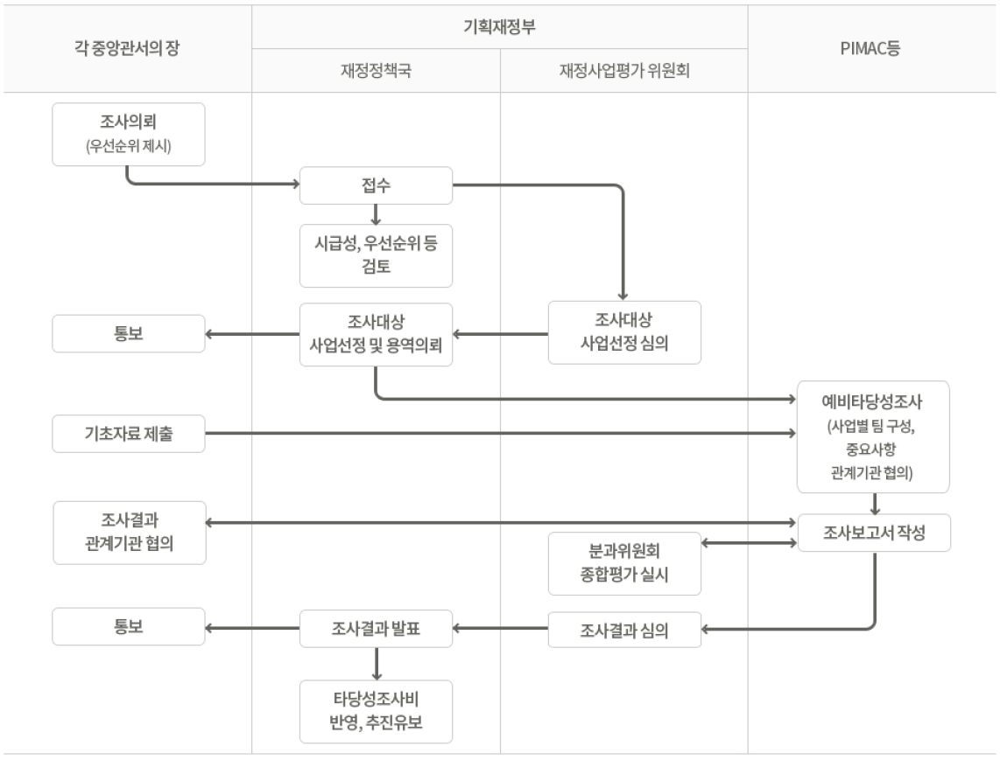 각 중앙관서의 장
기획재정부
재정정책국
재정사업평가 위원회
PIMAC등
조사의뢰
(우선순위 제시)
접수
시급성, 우선순위 등
검토
통보
조사대상
사업선정 및 용역의뢰
조사대상
사업선정 심의
예비타당성조사
(사업별 팀 구성,
중요사항
관계기관 협의)
기초자료 제출
조사결과
관계기관 협의
조사보고서 작성
분과위원회
종합평가 실시
통보
조사결과 발표
조사결과 심의
타당성조사비
반영, 추진유보